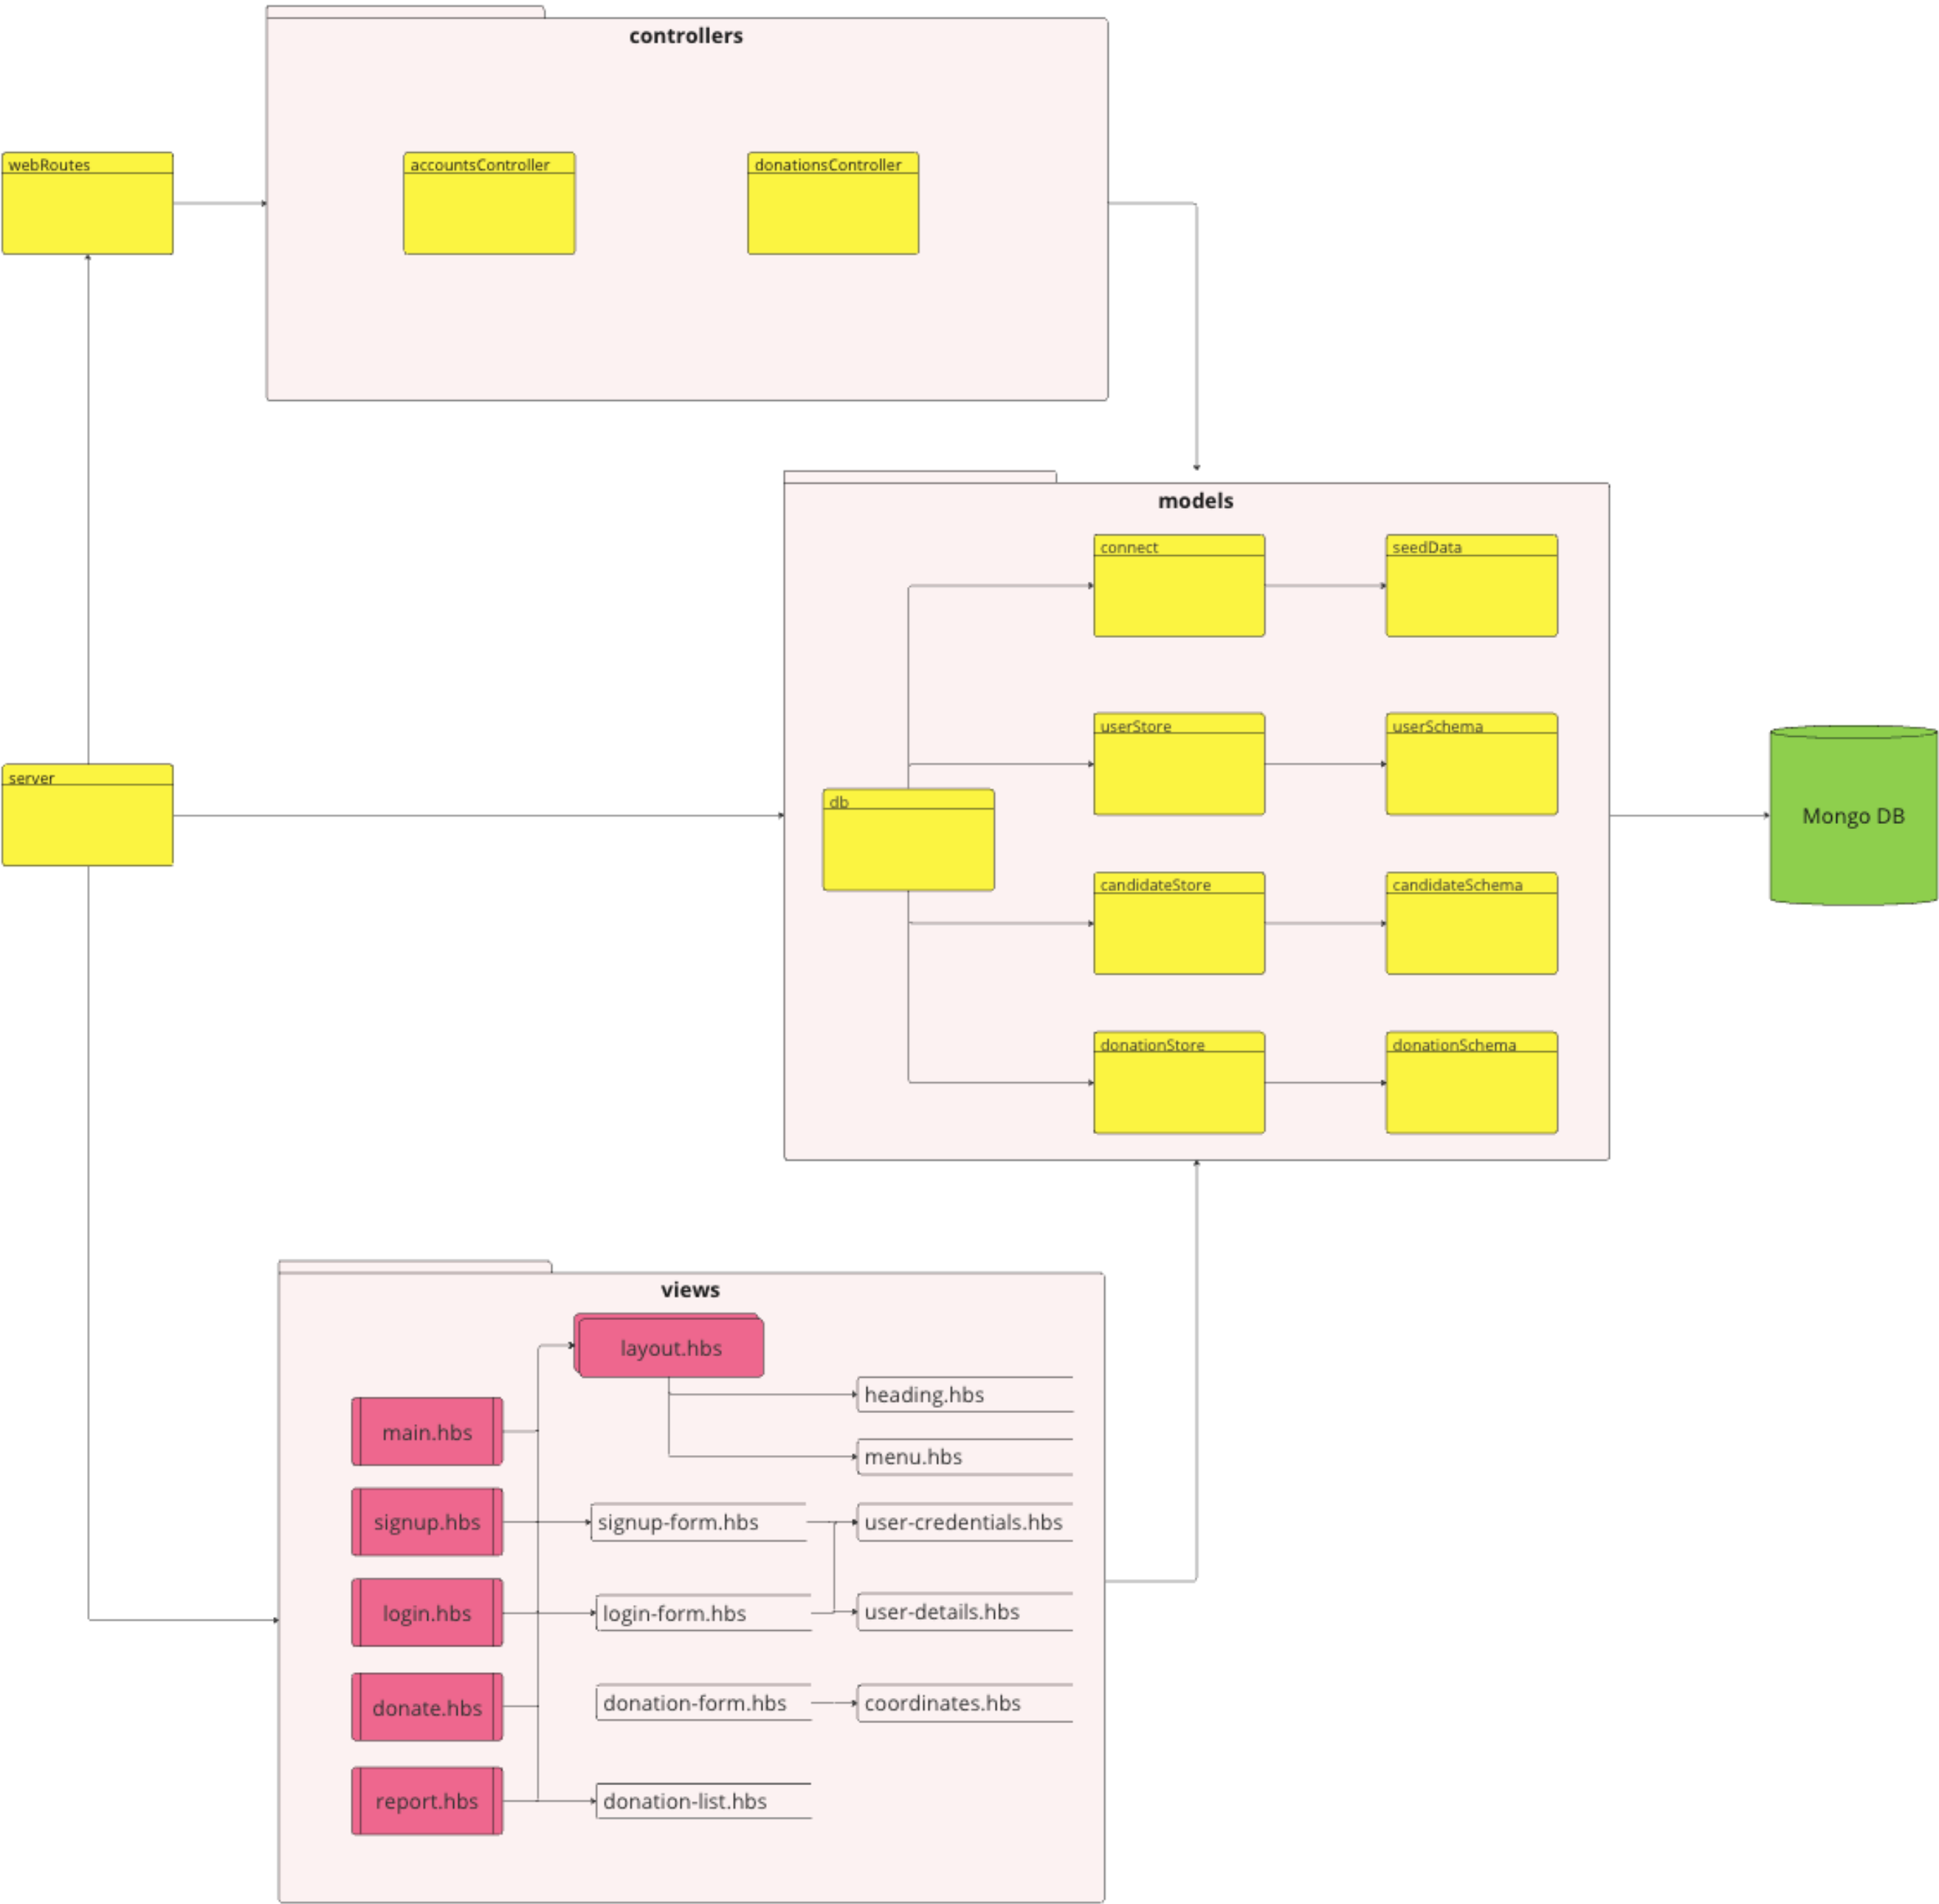 controllers
webRoutes
accountsController
donationsController
models
connect
seedData
userStore
userSchema
server
db
Mongo DB
candidateStore
candidateSchema
donationStore
donationSchema
views
layout.hbs
heading.hbs
main.hbs
menu.hbs
signup.hbs
signup-form.hbs
user-credentials.hbs
login.hbs
login-form.hbs
user-details.hbs
donate.hbs
donation-form.hbs
coordinates.hbs
report.hbs
donation-list.hbs